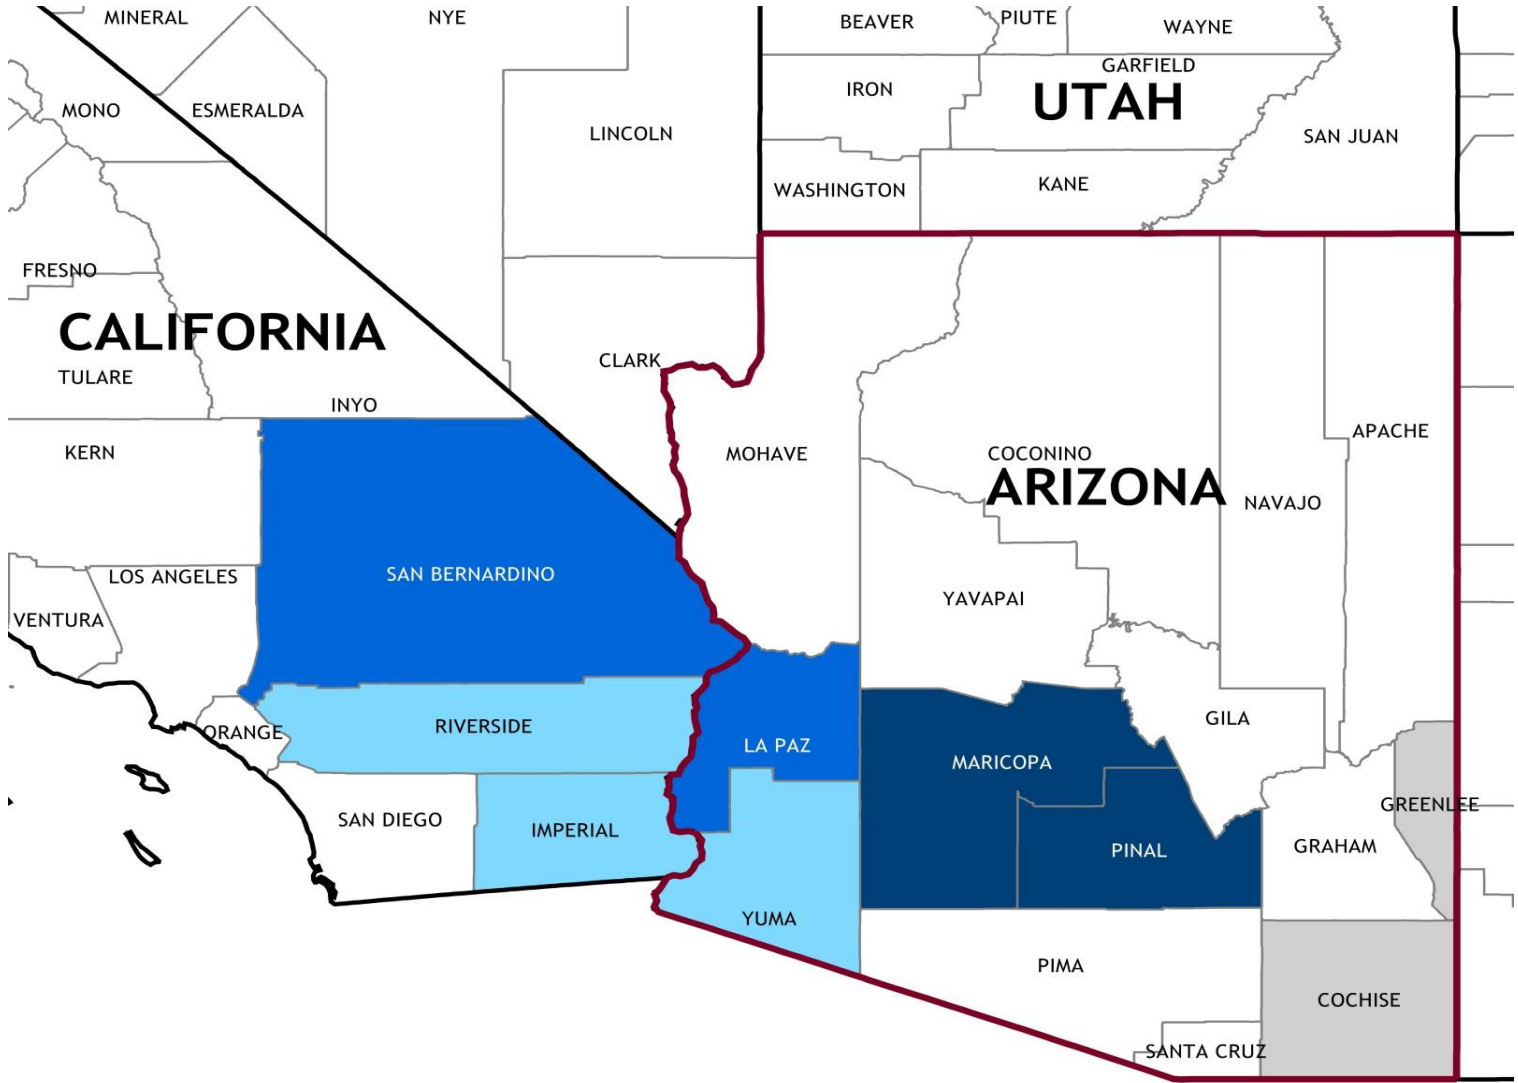 MINERAL
NYE
BEAVER
PIUTE
WAYNE
GARFIELD
IRON
UTAH
MONO
ESMERALDA
LINCOLN
SAN JUAN
WASHINGTON
KANE
FRESNO
CALIFORNIA
CLARK
TULARE
INYO
KERN
MOHAVE
COCONINO
ARIZONA
APACHE
NAVAJO
SAN BERNARDINO
LOS ANGELES
VENTURA
YAVAPAI
ORANGE
RIVERSIDE
LA PAZ
GILA
MARICOPA
GREENLEE
SAN DIEGO
IMPERIAL
PINAL
GRAHAM
YUMA
PIMA
COCHISE
SANTA CRUZ